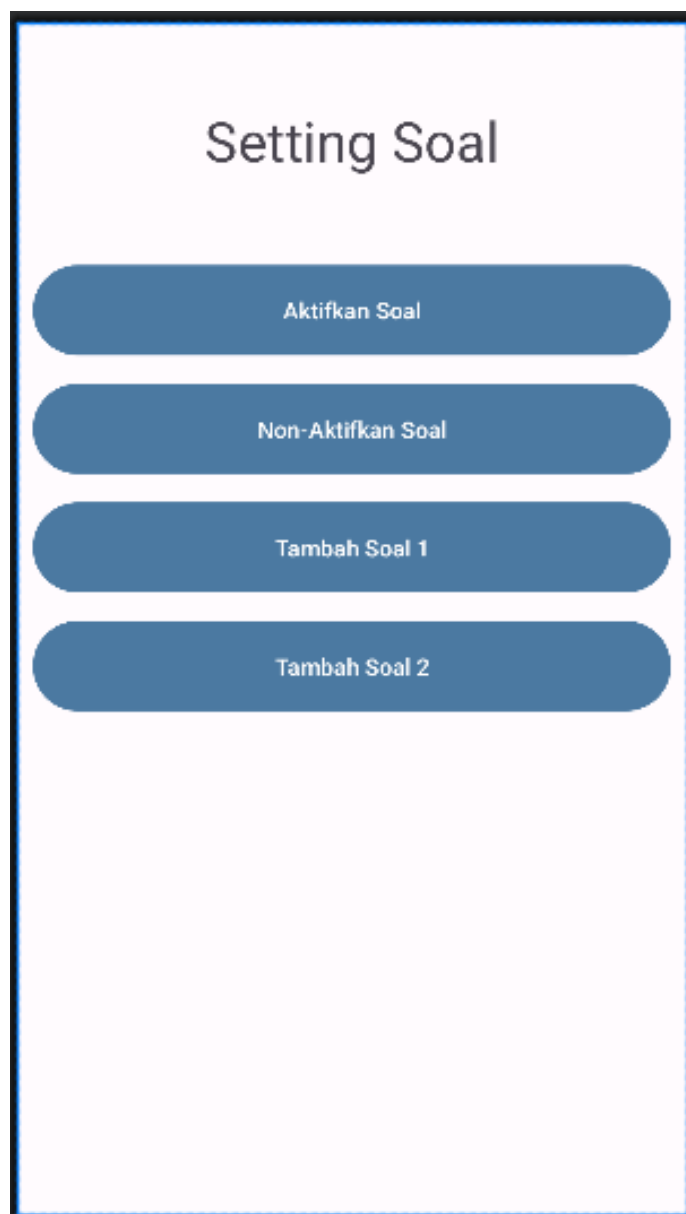 Setting Soal
Aktifkan Soal
Non-Aktifkan Soal
Tambah Soal 1
Tambah Soal 2